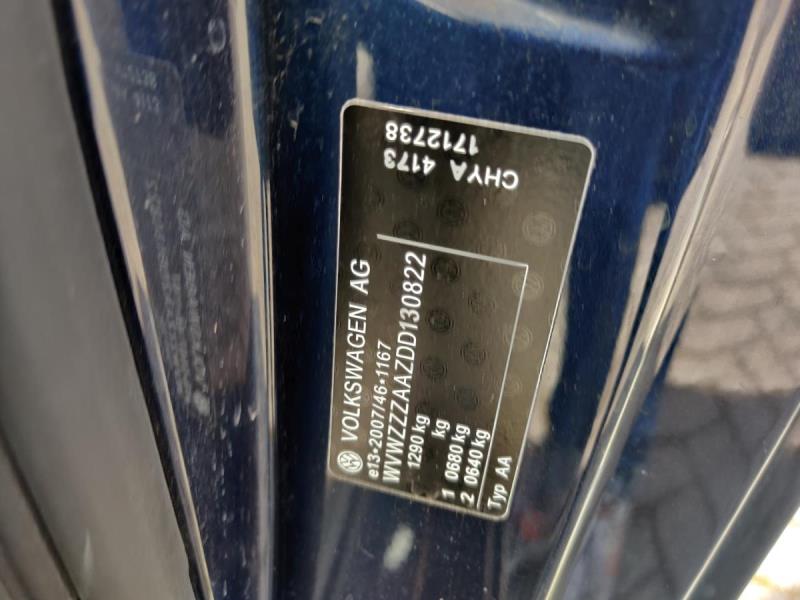 VOLKSWAGEN AG
e13*2007/46*1167
WVWZZZAAZDD130822
1290 kg
kg
1 0680 kg
2 0640 kg
Typ AA
CHYA 4173
1712738